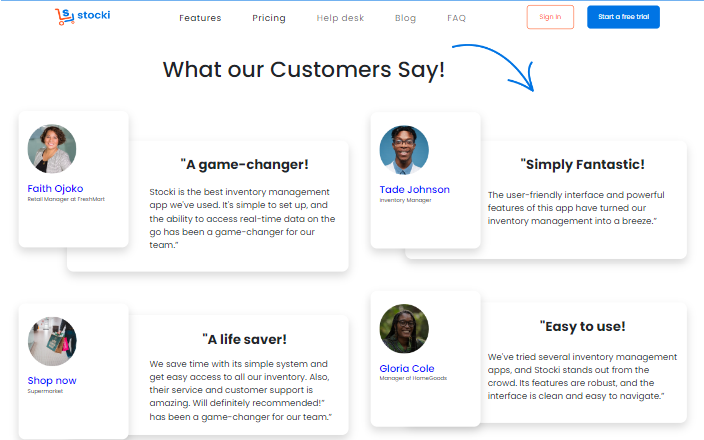 stocki
Features Pricing Help desk Blog FAQ Sign in Start a free trial
What our Customers Say!
Faith Ojoko
Retail Manager at FreshMart
"A game-changer!
Stocki is the best inventory management
app we've used. It's simple to set up, and
the ability to access real-time data on the
go has been a game-changer for our
team."
Tade Johnson
Inventory Manager
"Simply Fantastic!
The user-friendly interface and powerful
features of this app have turned our
inventory management into a breeze."
Shop now
Supermarket
"A life saver!
We save time with its simple system and
get easy access to all our inventory. Also,
their service and customer support is
amazing. Will definitely recommended!"
has been a game-changer for our team."
Gloria Cole
Manager at HomeGoods
"Easy to use!
We've tried several inventory management
apps, and Stocki stands out from the
crowd. Its features are robust, and the
interface is clean and easy to navigate."